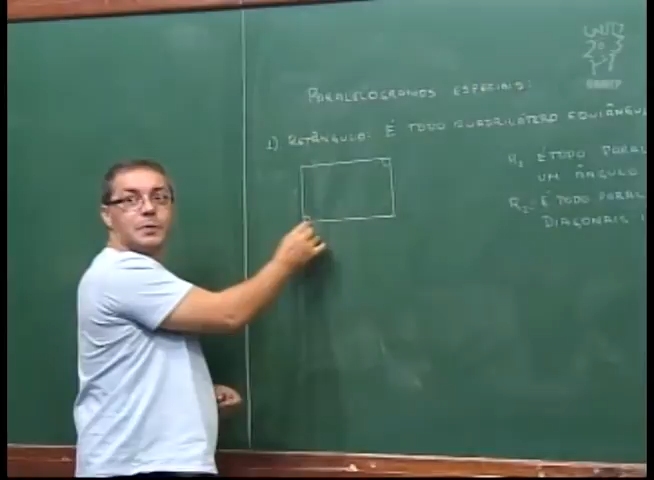 PARALELOGRAMOS ESPECIAIS:
1) RETÂNGULO: É TODO QUADRILÁTERO EQUIÂNGU
R1 É TODO PARAL
UM ÂNGULO
R2 - É TODO PARAL
DIAGONAIS